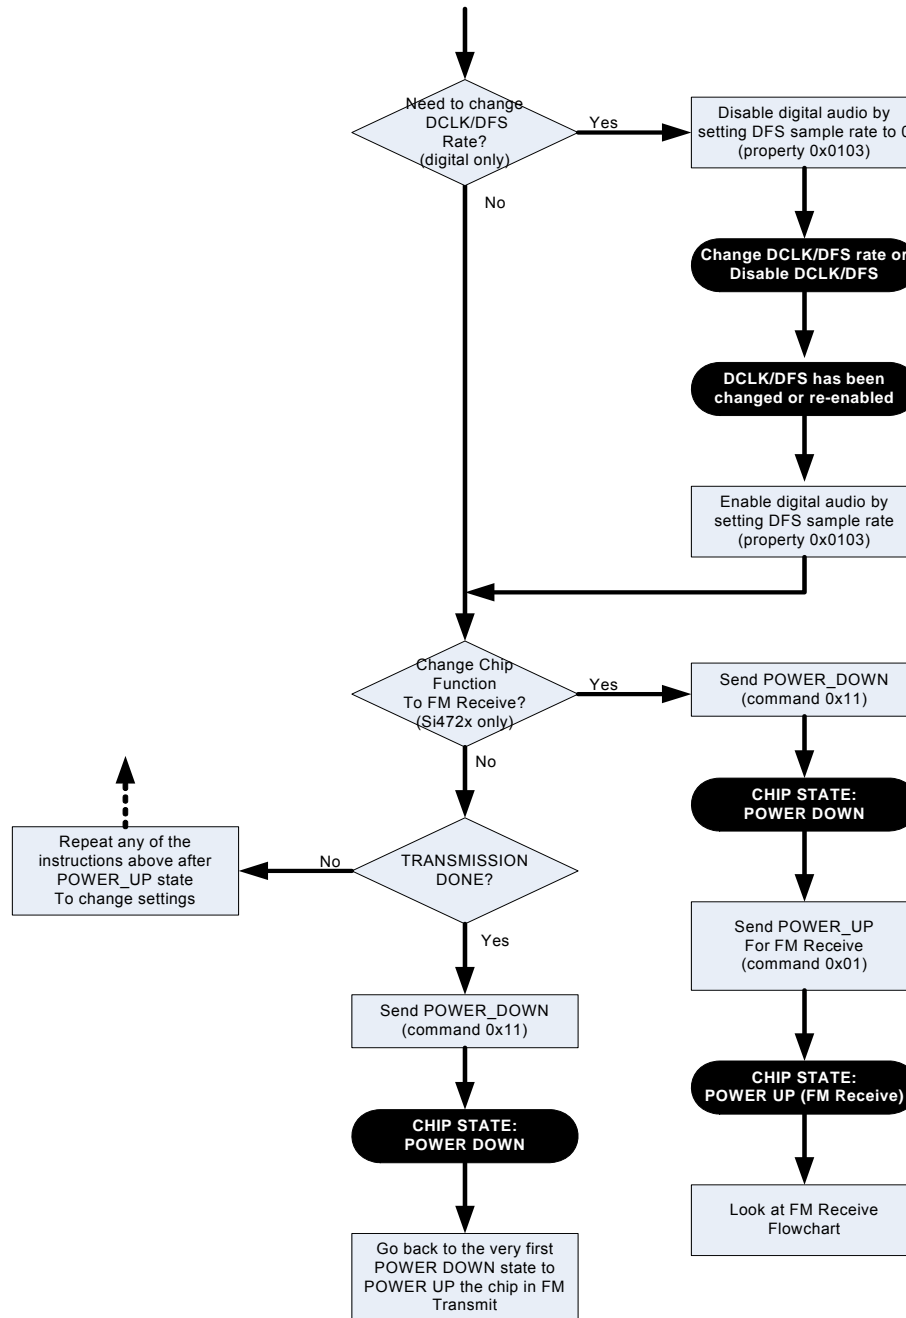 Need to change
DCLK/DFS
Rate?
(digital only)
Yes
No
Disable digital audio by
setting DFS sample rate to 0
(property 0x0103)
Change DCLK/DFS rate or
Disable DCLK/DFS
DCLK/DFS has been
changed or re-enabled
Enable digital audio by
setting DFS sample rate
(property 0x0103)
Change Chip
Function
To FM Receive?
(Si472x only)
Yes
No
Send POWER_DOWN
(command 0x11)
CHIP STATE:
POWER DOWN
Send POWER_UP
For FM Receive
(command 0x01)
CHIP STATE:
POWER UP (FM Receive)
Look at FM Receive
Flowchart
TRANSMISSION
DONE?
No
Repeat any of the
instructions above after
POWER_UP state
To change settings
Yes
Send POWER_DOWN
(command 0x11)
CHIP STATE:
POWER DOWN
Go back to the very first
POWER DOWN state to
POWER UP the chip in FM
Transmit